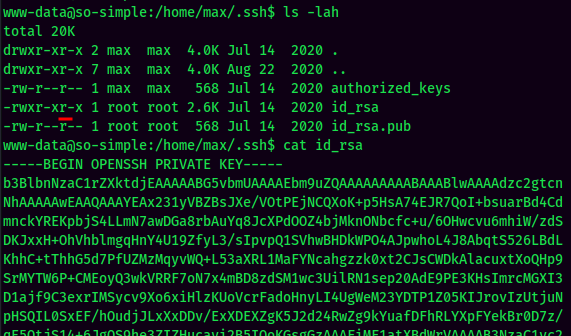 www-data@so-simple:/home/max/.ssh$ ls -lah
total 20K
drwxr-xr-x 2 max  max  4.0K Jul 14  2020 .
drwxr-xr-x 7 max  max  4.0K Aug 22  2020 ..
-rw-r--r-- 1 max  max   568 Jul 14  2020 authorized_keys
-rwxr-xr-x 1 root root 2.6K Jul 14  2020 id_rsa
-rw-r--r-- 1 root root  568 Jul 14  2020 id_rsa.pub
www-data@so-simple:/home/max/.ssh$ cat id_rsa
-----BEGIN OPENSSH PRIVATE KEY-----
b3BlbnNzaC1rZXktdjEAAAAABG5vbmUAAAAEbm9uZQAAAAAAAAABAAABlwAAAAdzc2gtcn
NhAAAAAwEAAQAAAYEAx231yVBZBsJXe/VOtPEjNCQXoK+p5HsA74EJR7QoI+bsuarBd4Cd
mnckYREKpbjS4LLmN7awDGa8rbAuYq8JcXPdOOZ4bjMknONbcfc+u/6OHwcvu6mhiW/zdS
DKJxxH+OhVhblmgqHnY4U19ZfyL3/sIpvpQ1SVhwBHDkWPO4AJpwhoL4J8AbqtS526LBdL
KhhC+tThhG5d7PfUZMzMqyvWQ+L53aXRL1MaFYNcahgzzk0xt2CJsCWDkAlacuxtXoQHp9
SrMYTW6P+CMEoyQ3wkVRRF7oN7x4mBD8zdSM1wc3UilRN1sep20AdE9PE3KHsImrcMGXI3
D1ajf9C3exrIMSycv9Xo6xiHlzKUoVcrFadoHnyLI4UgWeM23YDTP1Z05KIJrovIzUtjuN
pHSQIL0SxEF/hOudjJLxXxDDv/ExXDEXZgK5J2d24RwZg9kYuafDFhRLYXpFYekBr0D7z/